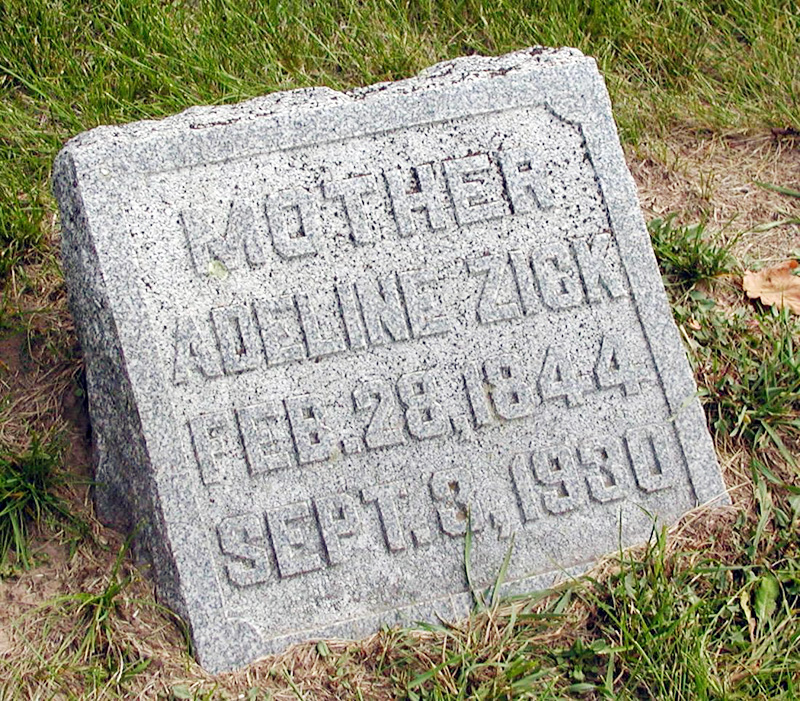 MOTHER
ADELINE ZICK
FEB. 28, 1844
SEPT. 8, 1930